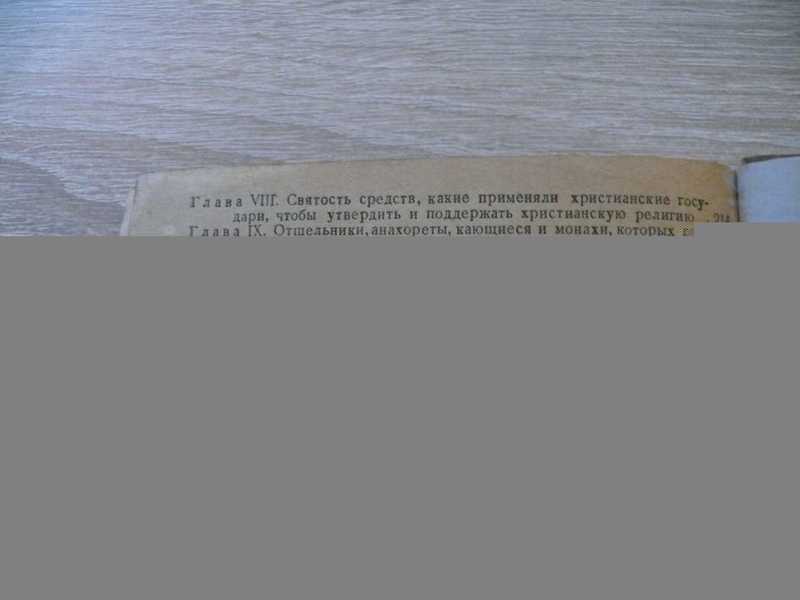 Глава VIII. Святость средств, какие применяли христианские госу-
дари, чтобы утвердить и поддержать христианскую религию . 214
Глава IX. Отшельники, анахореты, кающиеся и монахи, которых